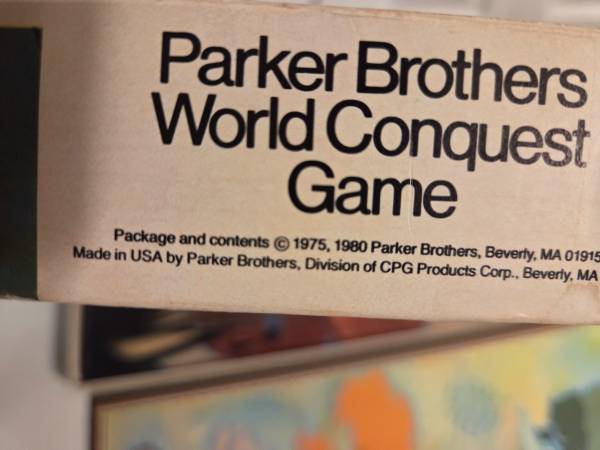 Parker Brothers
World Conquest
Game
Package and contents © 1975, 1980 Parker Brothers, Beverly, MA 01915
Made in USA by Parker Brothers, Division of CPG Products Corp., Beverly, MA